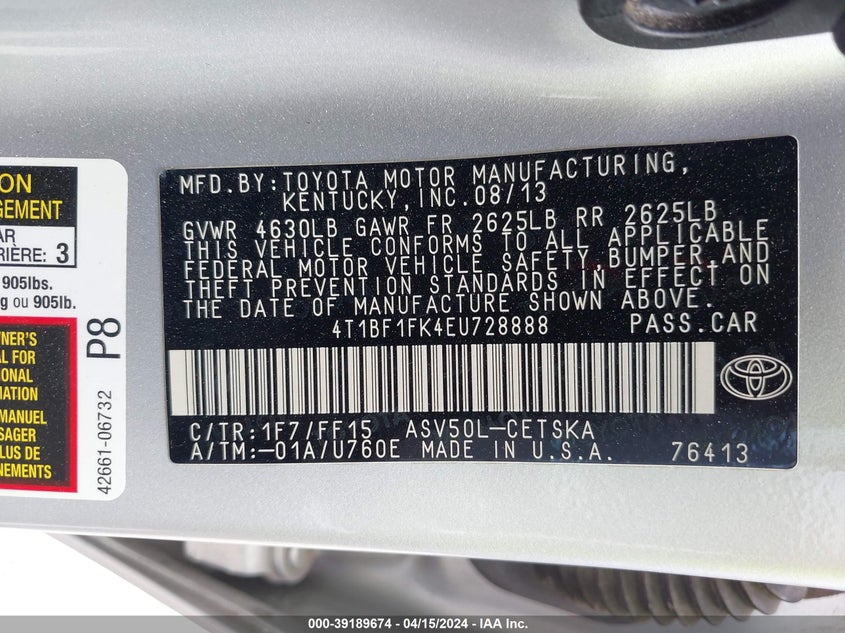 ON
GEMENT
AR
RIÈRE: 3
905lbs.
g ou 905lb.
WNER'S
AL FOR
IONAL
MATION
MANUEL
SAGER
PLUS DE
NEMENTS
P8
42661-06732
MFD.BY:TOYOTA MOTOR MANUFACTURING,
KENTUCKY,INC.08/13
GVWR 4630LB GAWR FR 2625LB RR 2625LB
THIS VEHICLE CONFORMS TO ALL APPLICABLE
FEDERAL MOTOR VEHICLE SAFETY,BUMPER,AND
THEFT PREVENTION STANDARDS IN EFFECT ON
THE DATE OF MANUFACTURE SHOWN ABOVE.
4T1BF1FK4EU728888 PASS.CAR
C/TR:1F7/FF15 ASV50L-CETSKA
A/TM:-01A/U760E MADE IN U.S.A. 76413
000-39189674 - 04/15/2024 - IAA Inc.